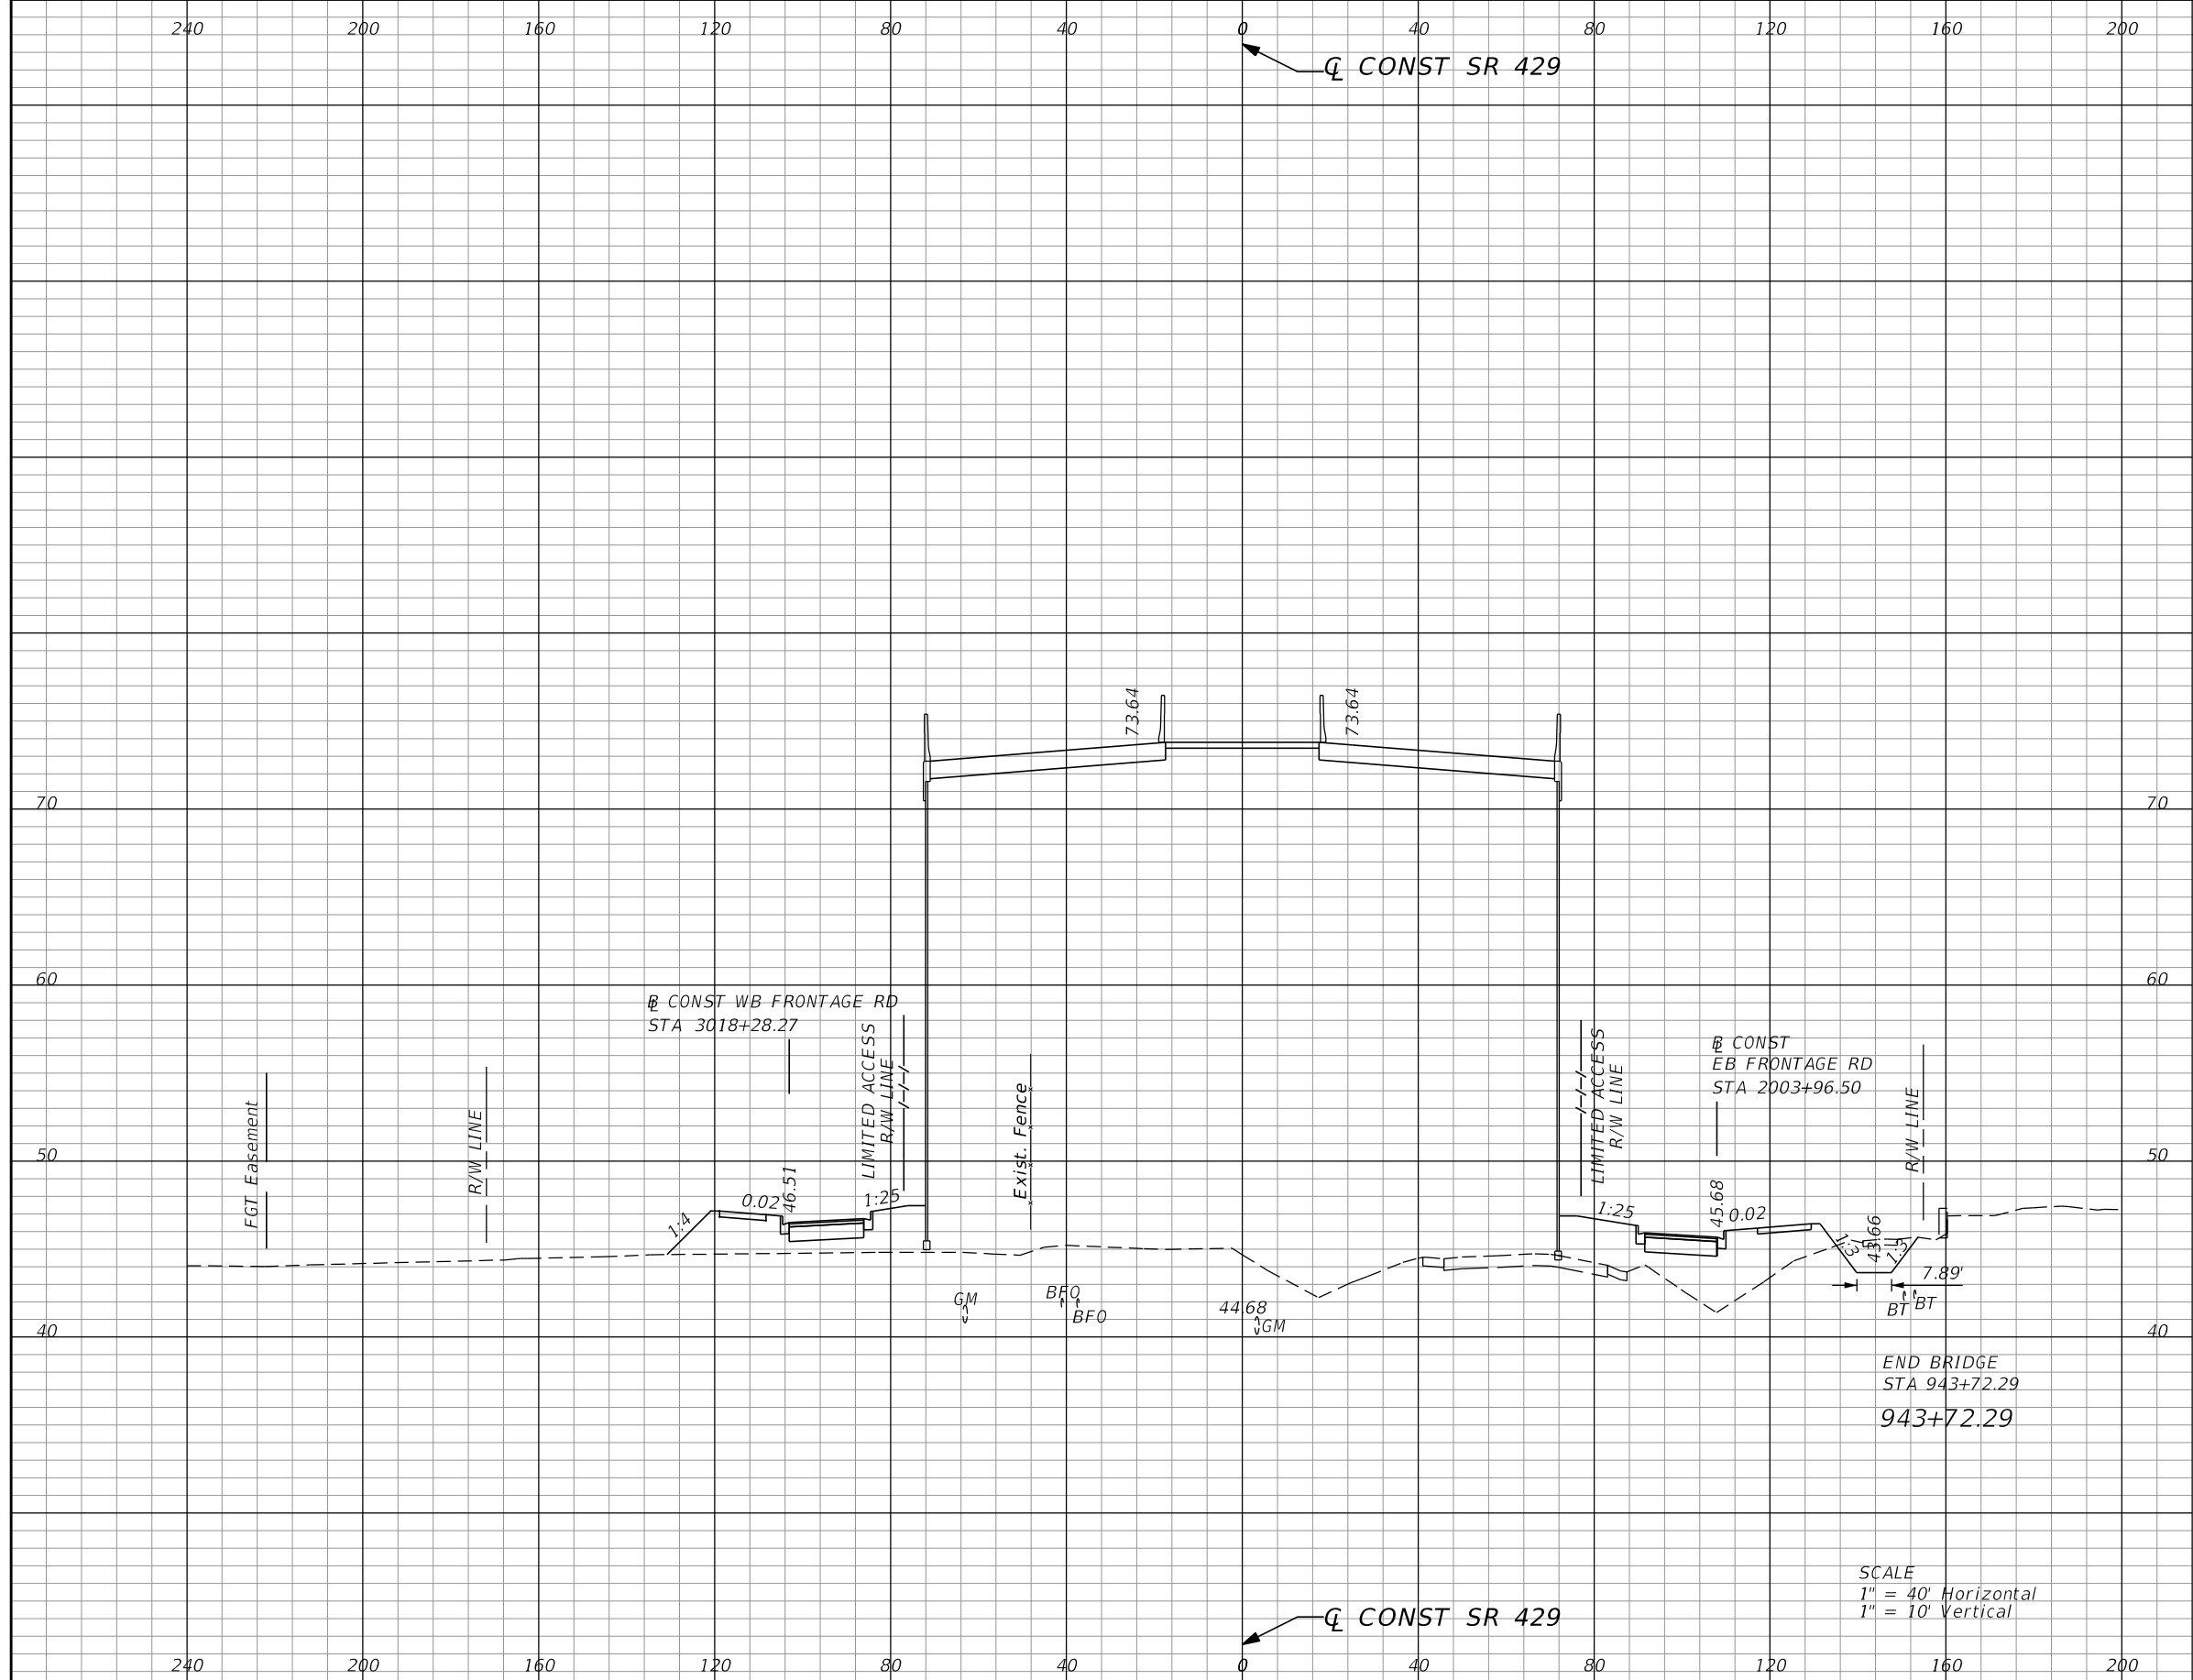 240 200 160 120 80 40 0 40 80 120 160 200
℄ CONST SR 429
73.64
73.64
70 70
60 60
℄ CONST WB FRONTAGE RD
STA 3018+28.27
LIMITED ACCESS
R/W LINE
LIMITED ACCESS
R/W LINE
℄ CONST
EB FRONTAGE RD
STA 2003+96.50
FGT Easement
R/W LINE
Exist. Fence
R/W LINE
50 50
1:4
0.02
46.51
1:25
1:25
45.68
0.02
1:3
43.66
1:3
7.89'
GM
BFO
BFO
44.68
GM
BT
BT
40 40
END BRIDGE
STA 943+72.29
943+72.29
SCALE
1" = 40' Horizontal
1" = 10' Vertical
℄ CONST SR 429
240 200 160 120 80 40 0 40 80 120 160 200